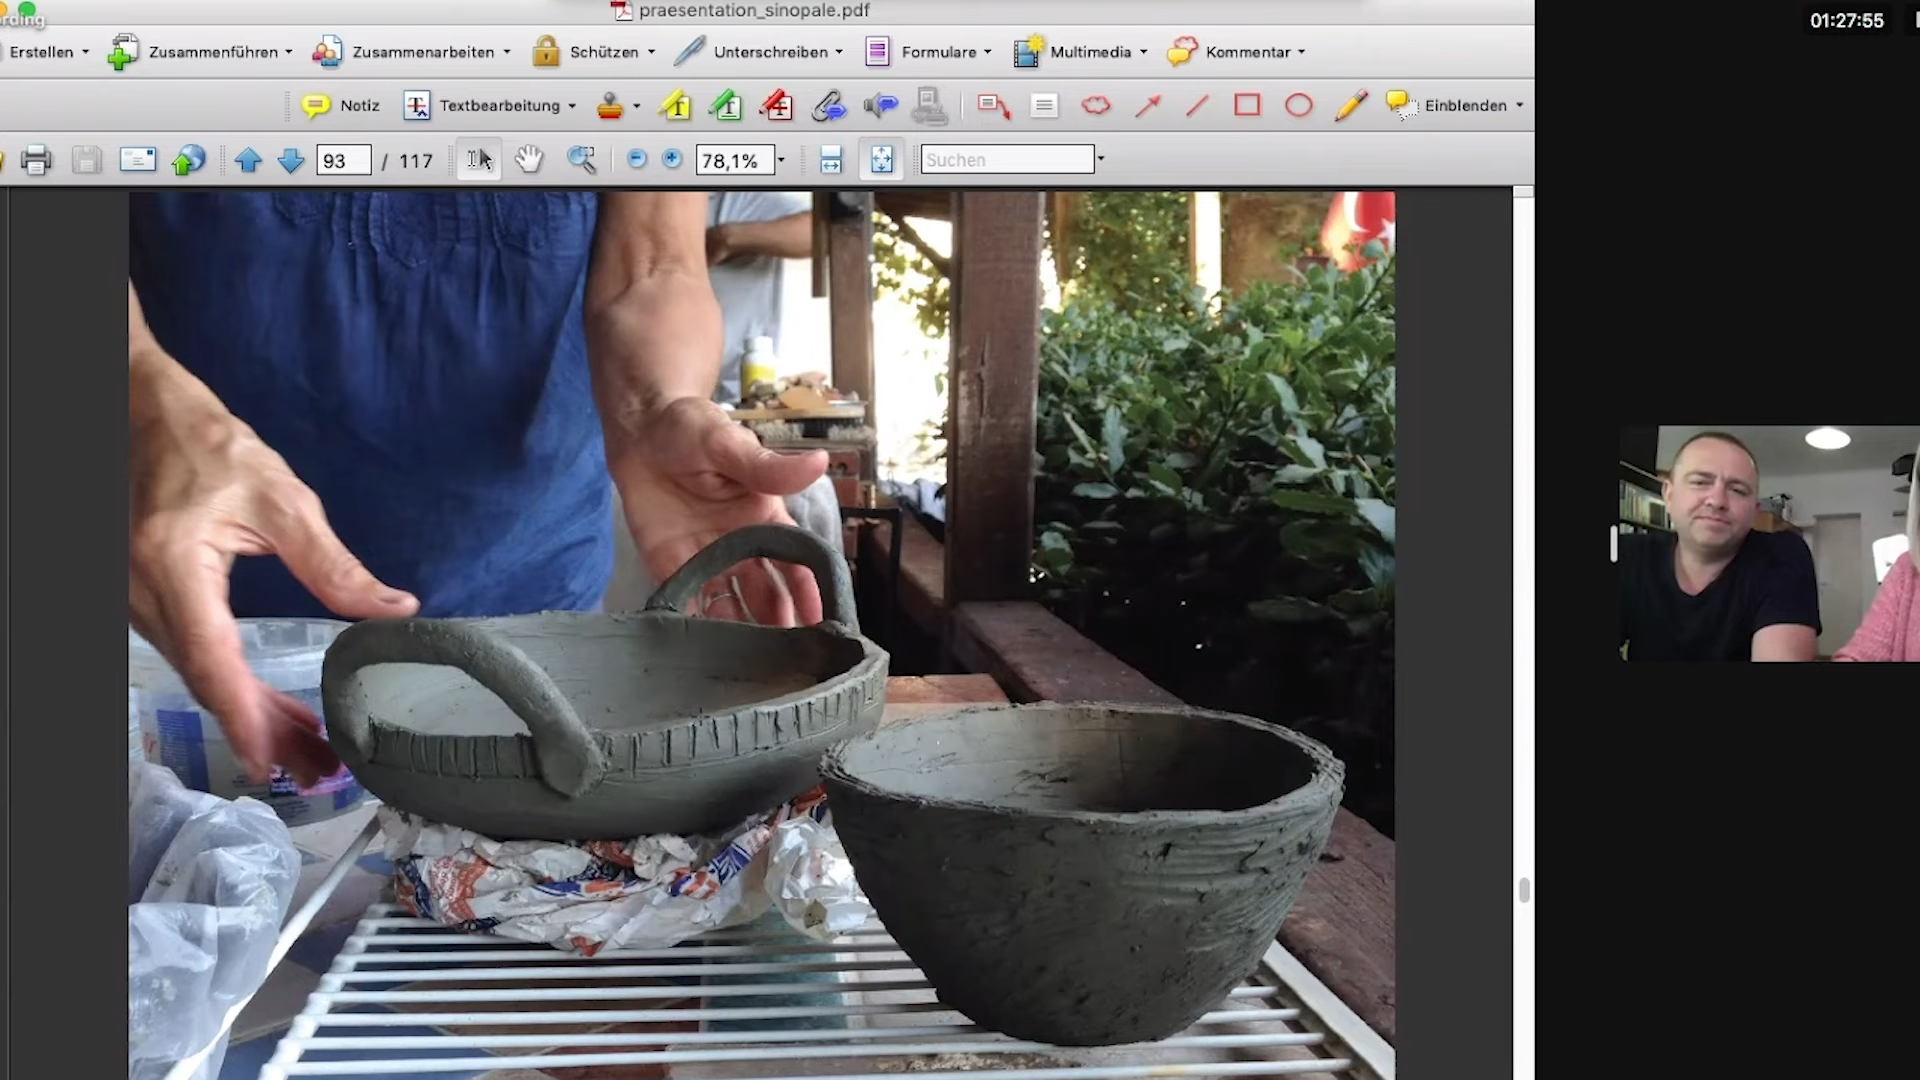 praesentation_sinopale.pdf
01:27:55
Erstellen Zusammenführen Zusammenarbeiten Schützen Unterschreiben Formulare Multimedia Kommentar
Notiz Textbearbeitung Einblenden
93 / 117 78,1% Suchen